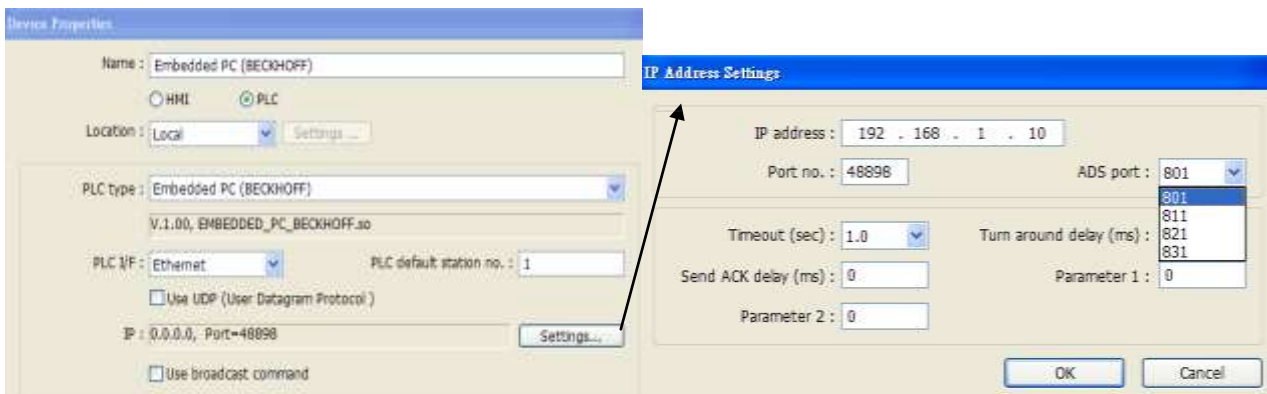 Device Properties
Name : Embedded PC (BECKHOFF)
HMI PLC
Location : Local Settings ...
PLC type : Embedded PC (BECKHOFF)
V.1.00, EMBEDDED_PC_BECKHOFF.so
PLC I/F : Ethernet PLC default station no. : 1
Use UDP (User Datagram Protocol )
IP : 0.0.0.0, Port=48898 Settings...
Use broadcast command
IP Address Settings
IP address : 192 . 168 . 1 . 10
Port no. : 48898 ADS port : 801
801
811
Timeout (sec) : 1.0 Turn around delay (ms) : 821
831
Send ACK delay (ms) : 0 Parameter 1 : 0
Parameter 2 : 0
OK Cancel